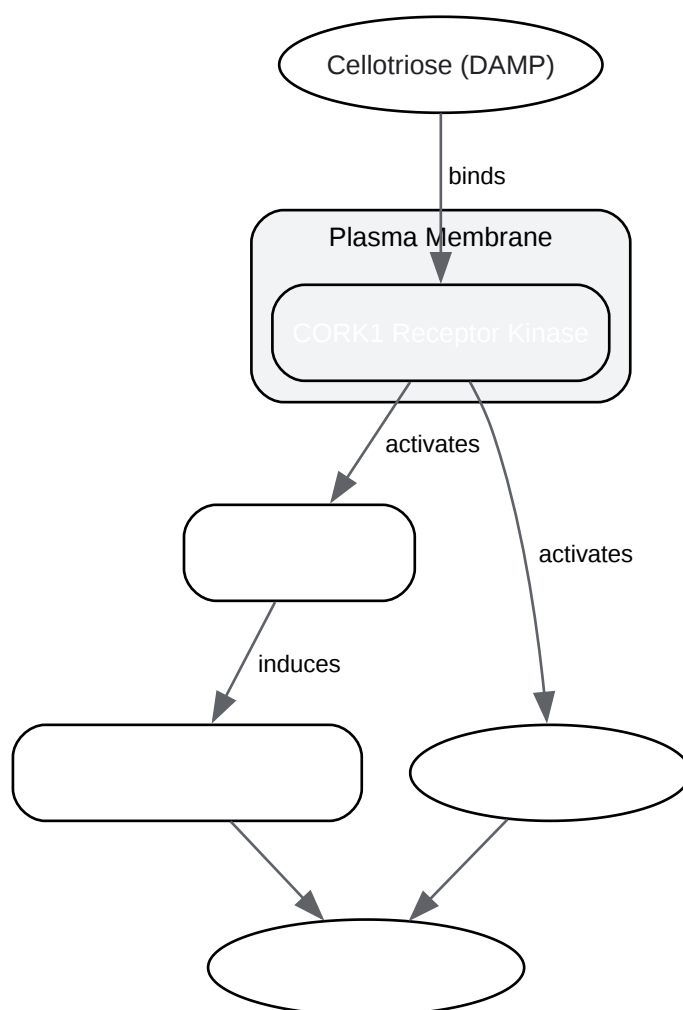 Cellotriose (DAMP)
binds
Plasma Membrane
CORK1 Receptor Kinase
activates
activates
induces